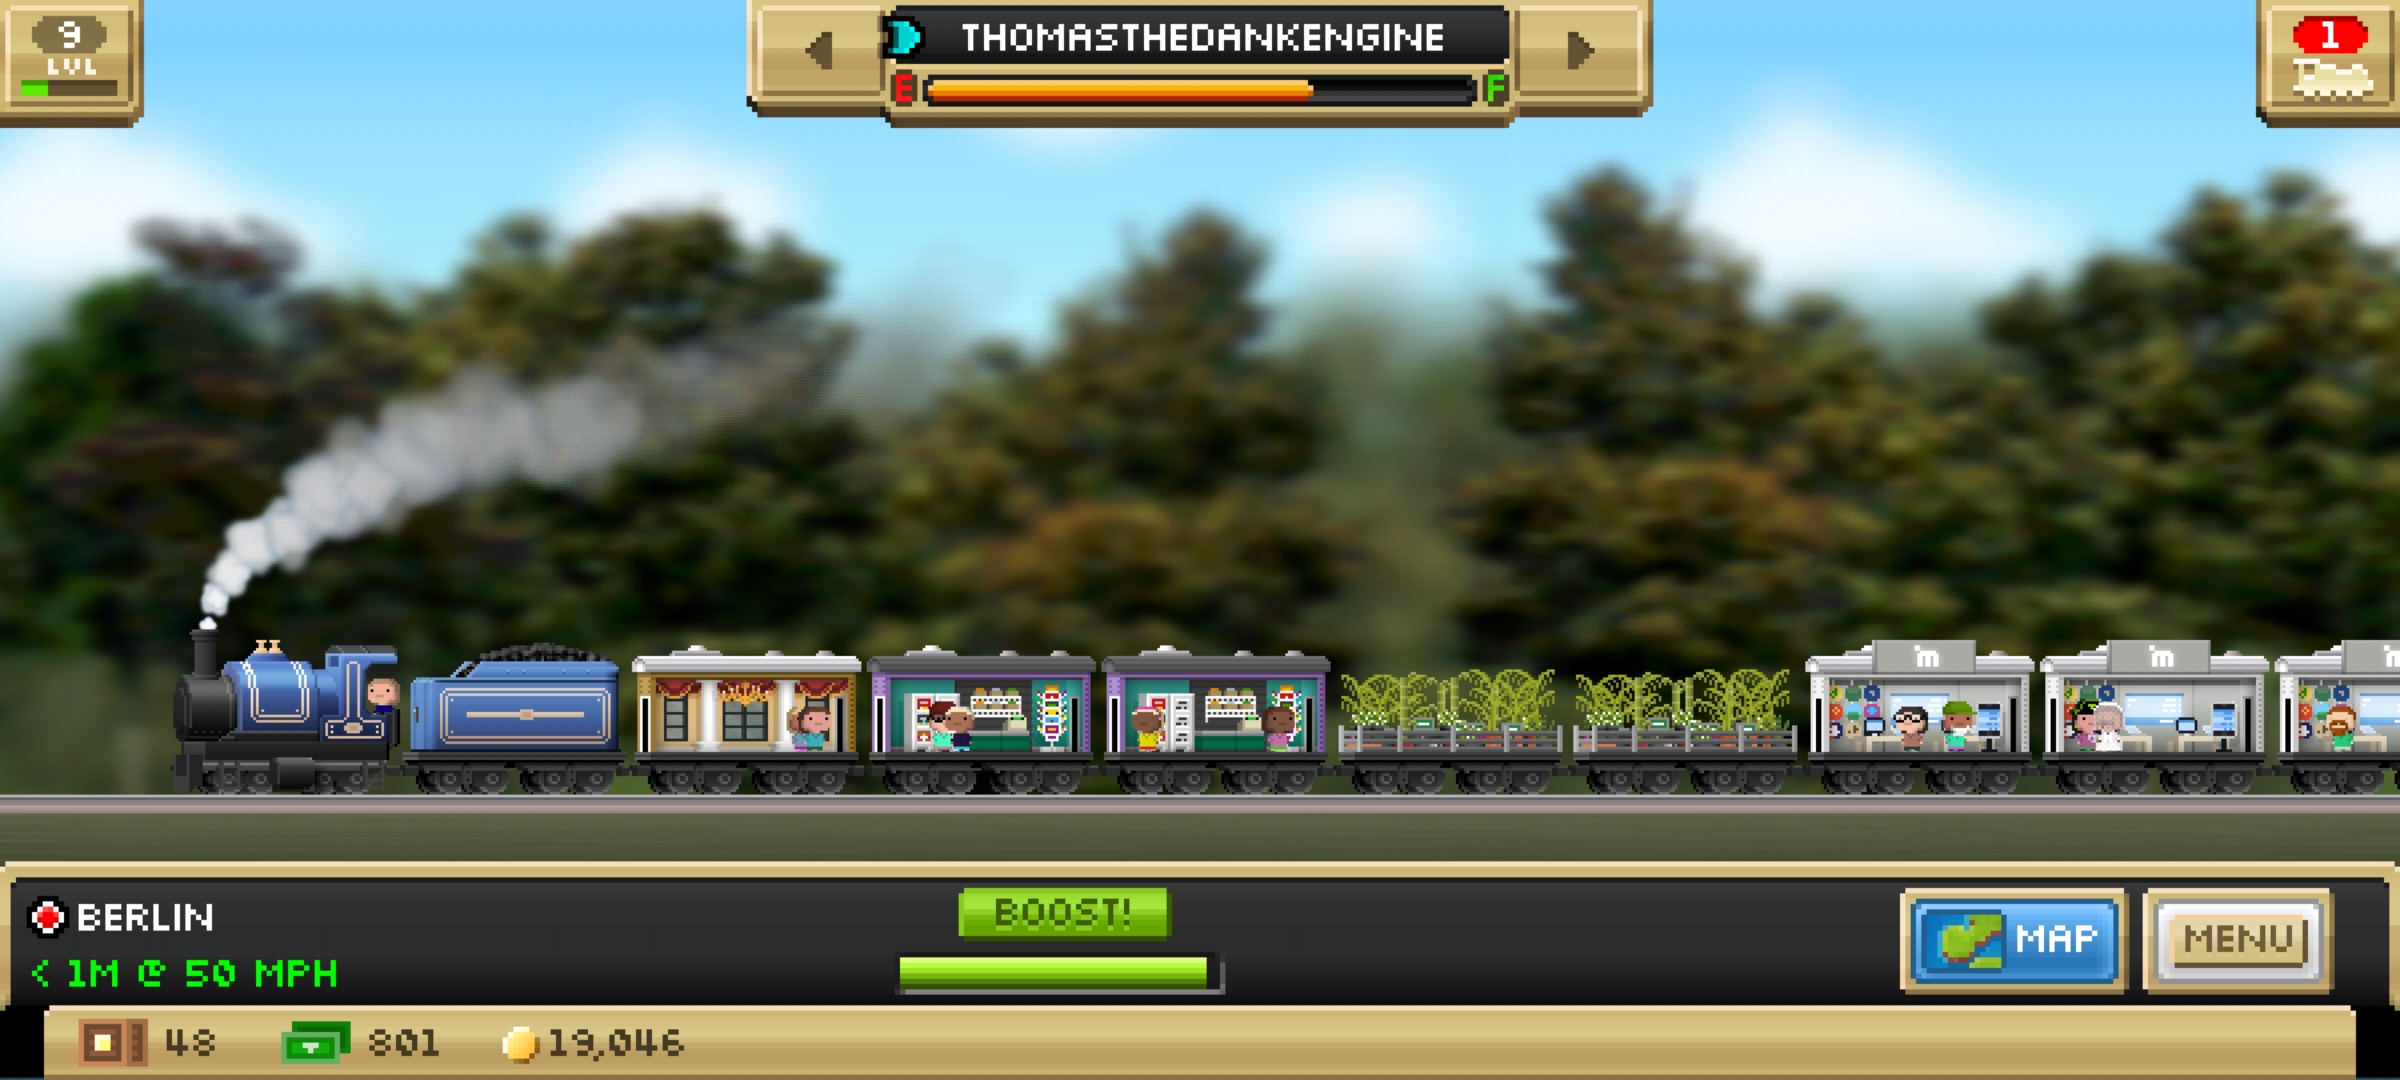 9
LVL
THOMASTHEDANKENGINE
E F
1
m m
BERLIN
< 1M @ 50 MPH
BOOST!
MAP
MENU
48 801 19,046